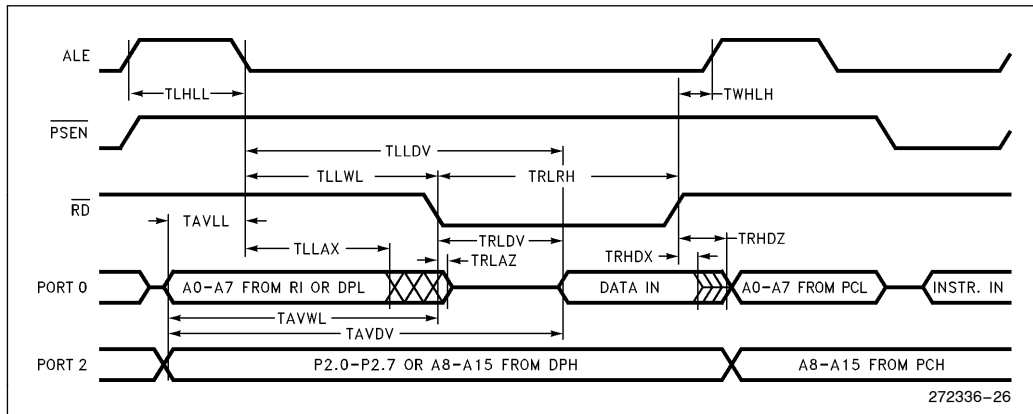 ALE
TLHLL
TWHLH
PSEN
TLLDV
TLLWL
TRLRH
RD
TAVLL
TLLAX
TRLDV
TRLAZ
TRHDX
TRHDZ
PORT 0
A0-A7 FROM RI OR DPL
DATA IN
A0-A7 FROM PCL
INSTR. IN
TAVWL
TAVDV
PORT 2
P2.0-P2.7 OR A8-A15 FROM DPH
A8-A15 FROM PCH
272336-26